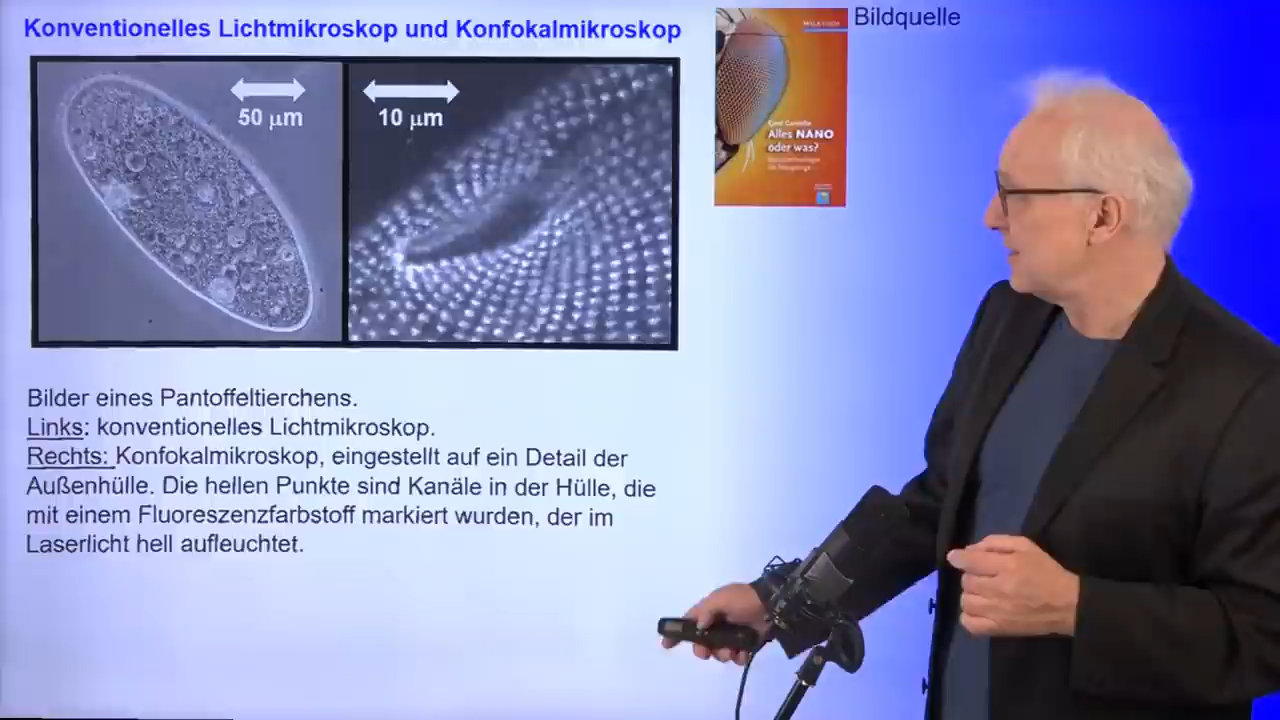 Konventionelles Lichtmikroskop und Konfokalmikroskop
50 μm
10 μm
Bildquelle
Alles NANO
oder was?
Bilder eines Pantoffeltierchens.
Links: konventionelles Lichtmikroskop.
Rechts: Konfokalmikroskop, eingestellt auf ein Detail der
Außenhülle. Die hellen Punkte sind Kanäle in der Hülle, die
mit einem Fluoreszenzfarbstoff markiert wurden, der im
Laserlicht hell aufleuchtet.